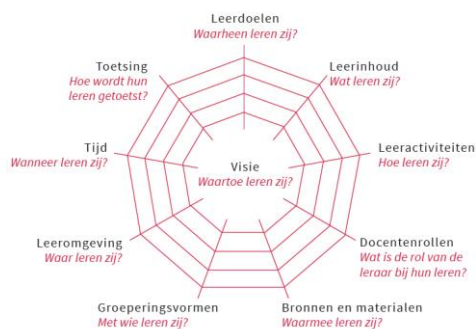 Leerdoelen
Waarheen leren zij?
Leerinhoud
Wat leren zij?
Leeractiviteiten
Hoe leren zij?
Docentenrollen
Wat is de rol van de
leraar bij hun leren?
Bronnen en materialen
Waarmee leren zij?
Groeperingsvormen
Met wie leren zij?
Leeromgeving
Waar leren zij?
Tijd
Wanneer leren zij?
Toetsing
Hoe wordt hun
leren getoetst?
Visie
Waartoe leren zij?